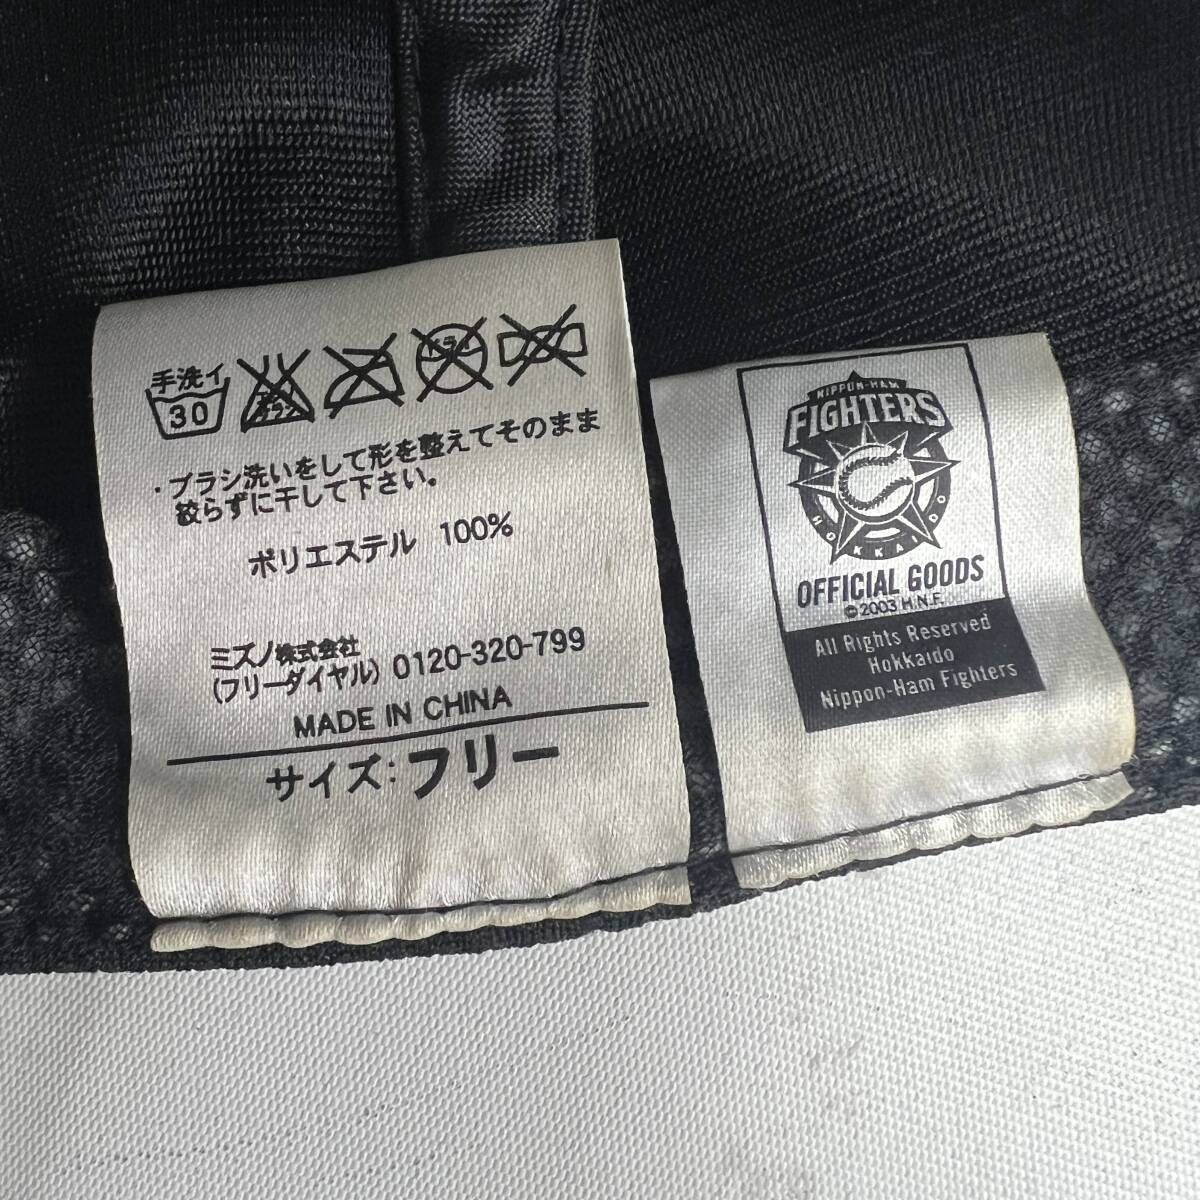 手洗イ
30
ドライ
・ブラシ洗いをして形を整えてそのまま
絞らずに干して下さい。
ポリエステル 100%
ミズノ株式会社
(フリーダイヤル) 0120-320-799
MADE IN CHINA
サイズ:フリー
NIPPON-HAM
FIGHTERS
HOKKAIDO
OFFICIAL GOODS
©2003 H.N.F.
All Rights Reserved
Hokkaido
Nippon-Ham Fighters